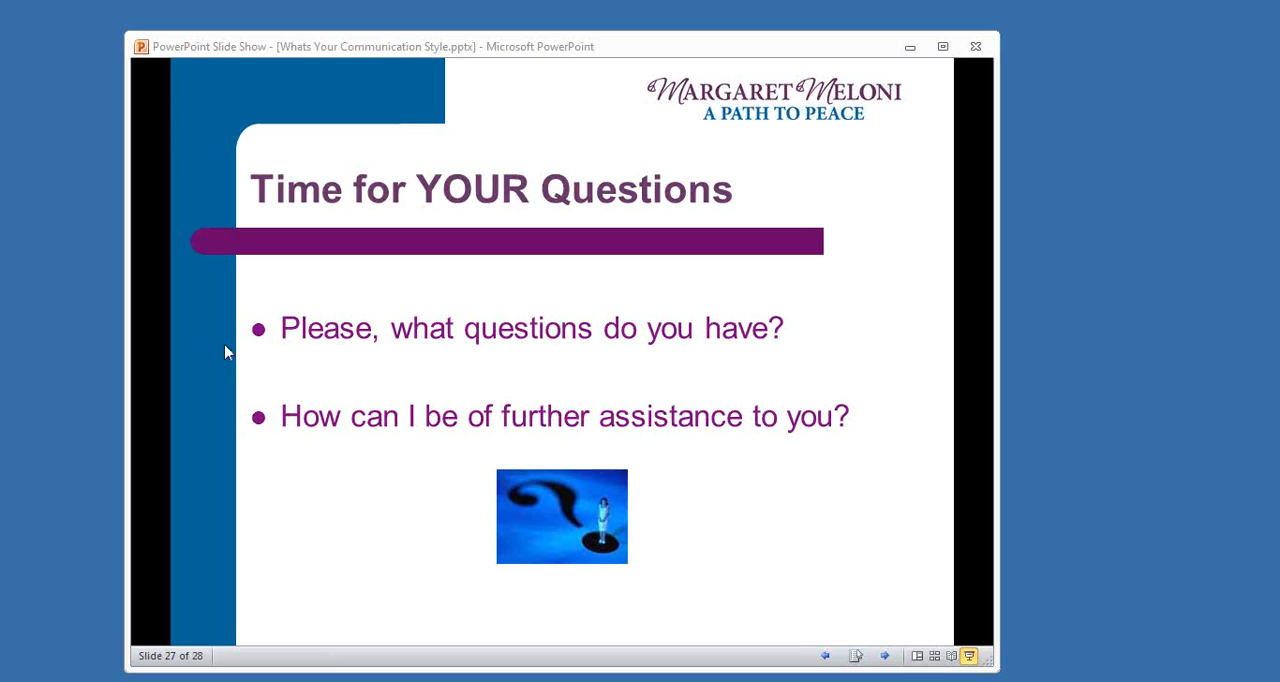 PowerPoint Slide Show - [Whats Your Communication Style.pptx] - Microsoft PowerPoint
MARGARET MELONI
A PATH TO PEACE
Time for YOUR Questions
Please, what questions do you have?
How can I be of further assistance to you?
Slide 27 of 28